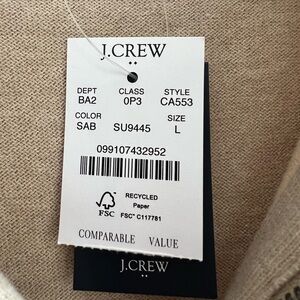 J.CREW
DEPT CLASS STYLE
BA2 0P3 CA553
COLOR SIZE
SAB SU9445 L
099107432952
RECYCLED
Paper
FSC FSC® C117781
COMPARABLE VALUE
J.CREW